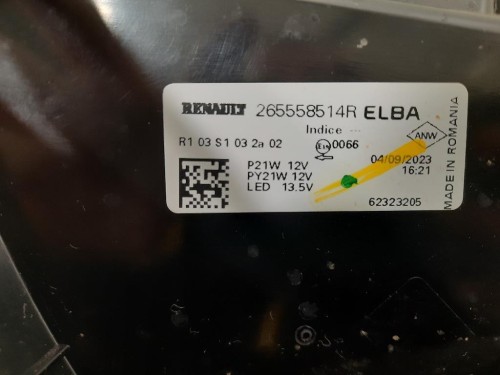 RENAULT 265558514R ELBA
Indice ---
ANW
R1 03 S1 03 2a 02
E19 0066
P21W 12V
04/09/2023
PY21W 12V
16:21
LED 13.5V
62323205
MADE IN ROMANIA